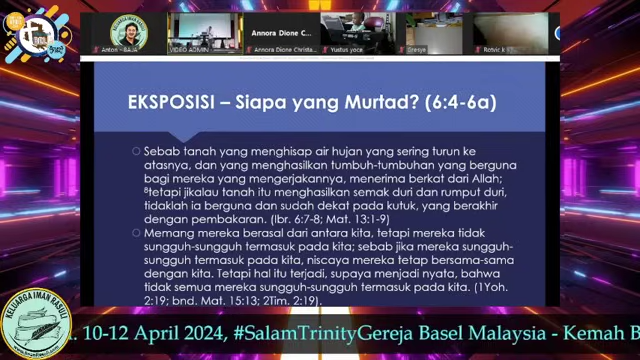 Anton - BAJA
VIDEO ADMIN
Annora Dione C...
Annora Dione Christa...
Yustus yoce
Gresye
EKSPOSISI – Siapa yang Murtad? (6:4-6a)
Sebab tanah yang menghisap air hujan yang sering turun ke
atasnya, dan yang menghasilkan tumbuh-tumbuhan yang berguna
bagi mereka yang mengerjakannya, menerima berkat dari Allah;
⁸tetapi jikalau tanah itu menghasilkan semak duri dan rumput duri,
tidaklah ia berguna dan sudah dekat pada kutuk, yang berakhir
dengan pembakaran. (Ibr. 6:7-8; Mat. 13:1-9)
Memang mereka berasal dari antara kita, tetapi mereka tidak
sungguh-sungguh termasuk pada kita; sebab jika mereka sungguh-
sungguh termasuk pada kita, niscaya mereka tetap bersama-sama
dengan kita. Tetapi hal itu terjadi, supaya menjadi nyata, bahwa
tidak semua mereka sungguh-sungguh termasuk pada kita. (1Yoh.
2:19; bnd. Mat. 15:13; 2Tim. 2:19).
KELUARGA IMAN BASEL
10-12 April 2024, #SalamTrinityGereja Basel Malaysia - Kemah B